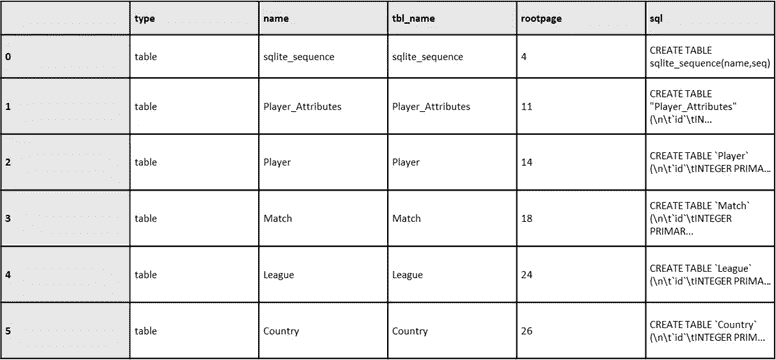 type name tbl_name rootpage sql
0 table sqlite_sequence sqlite_sequence 4 CREATE TABLE
sqlite_sequence(name,seq)
1 table Player_Attributes Player_Attributes 11 CREATE TABLE
"Player_Attributes"
(\n\t`id`\tIN...
2 table Player Player 14 CREATE TABLE `Player`
(\n\t`id`\tINTEGER PRIMA...
3 table Match Match 18 CREATE TABLE `Match`
(\n\t`id`\tINTEGER
PRIMAR...
4 table League League 24 CREATE TABLE `League`
(\n\t`id`\tINTEGER PRIMA...
5 table Country Country 26 CREATE TABLE `Country`
(\n\t`id`\tINTEGER PRIM...